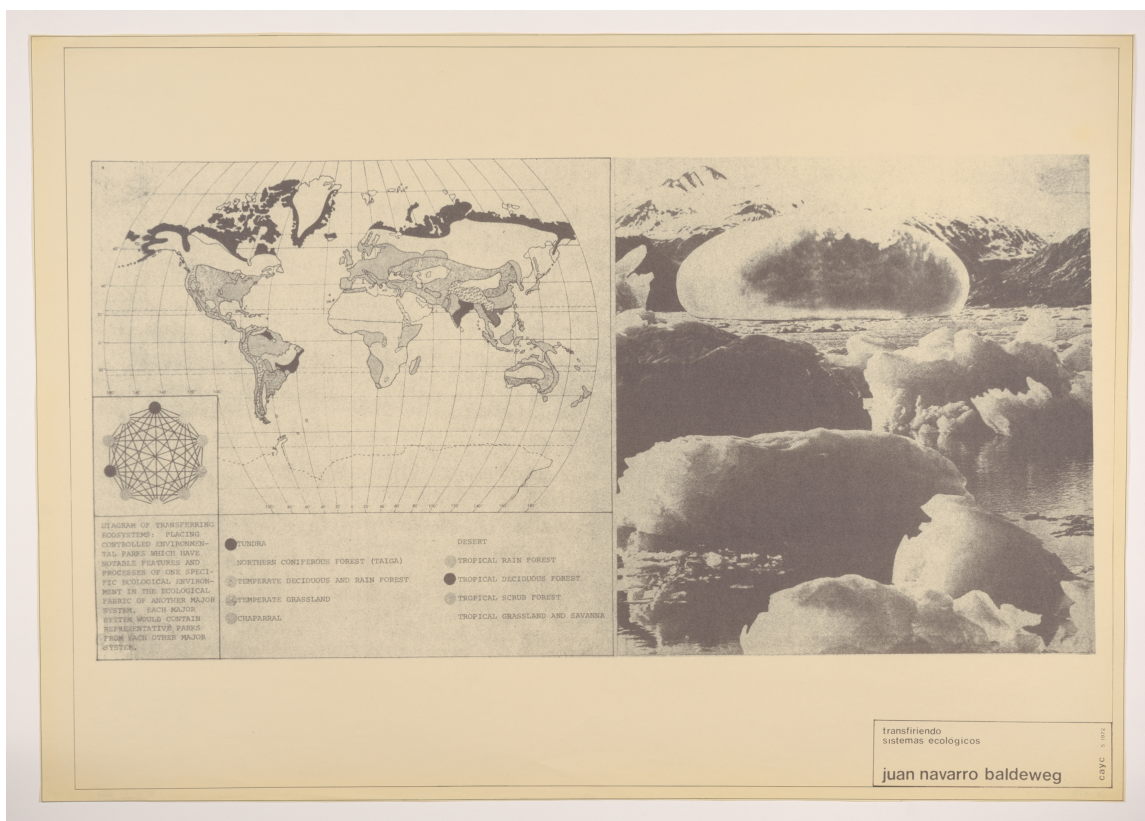 DIAGRAM OF TRANSFERRING
ECOSYSTEMS: PLACING
CONTROLLED ENVIRONMEN-
TAL PARKS WHICH HAVE
NOTABLE FEATURES AND
PROCESSES OF ONE SPECI-
FIC ECOLOGICAL ENVIRON-
MENT IN THE ECOLOGICAL
FABRIC OF ANOTHER MAJOR
SYSTEM. EACH MAJOR
SYSTEM WOULD CONTAIN
REPRESENTATIVE PARKS
FROM EACH OTHER MAJOR
SYSTEM.
TUNDRA
NORTHERN CONIFEROUS FOREST (TAIGA)
TEMPERATE DECIDUOUS AND RAIN FOREST
TEMPERATE GRASSLAND
CHAPARRAL
DESERT
TROPICAL RAIN FOREST
TROPICAL DECIDUOUS FOREST
TROPICAL SCRUB FOREST
TROPICAL GRASSLAND AND SAVANNA
transfiriendo
sistemas ecológicos
juan navarro baldeweg
cayc